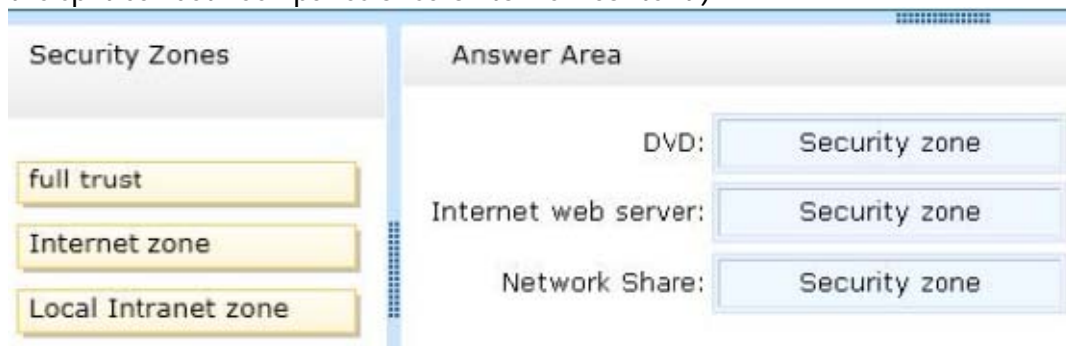 Security Zones
Answer Area
full trust
Internet zone
Local Intranet zone
DVD: Security zone
Internet web server: Security zone
Network Share: Security zone